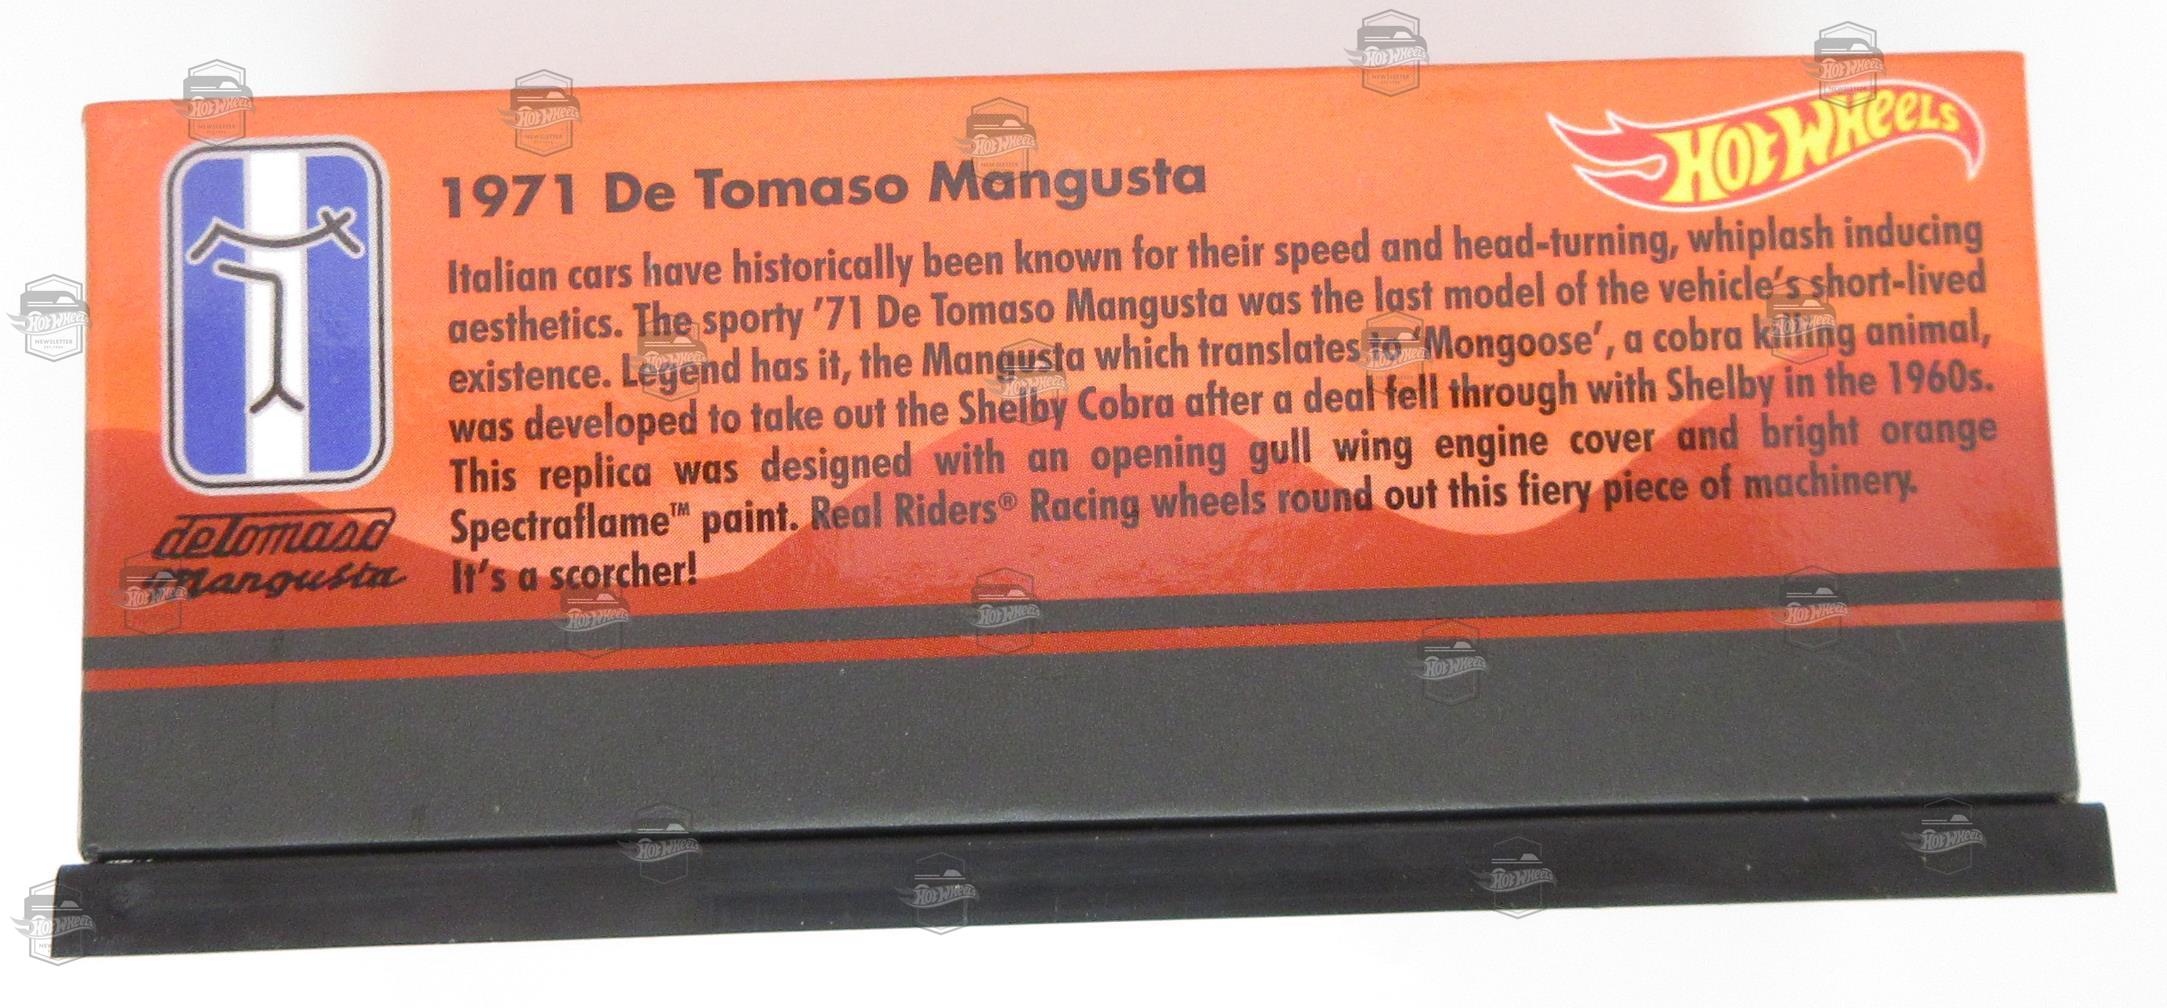 HOT WHEELS
1971 De Tomaso Mangusta
Italian cars have historically been known for their speed and head-turning, whiplash inducing
aesthetics. The sporty '71 De Tomaso Mangusta was the last model of the vehicle's short-lived
existence. Legend has it, the Mangusta which translates to 'Mongoose', a cobra killing animal,
was developed to take out the Shelby Cobra after a deal fell through with Shelby in the 1960s.
This replica was designed with an opening gull wing engine cover and bright orange
Spectraflame™ paint. Real Riders® Racing wheels round out this fiery piece of machinery.
It's a scorcher!
deTomaso
Mangusta